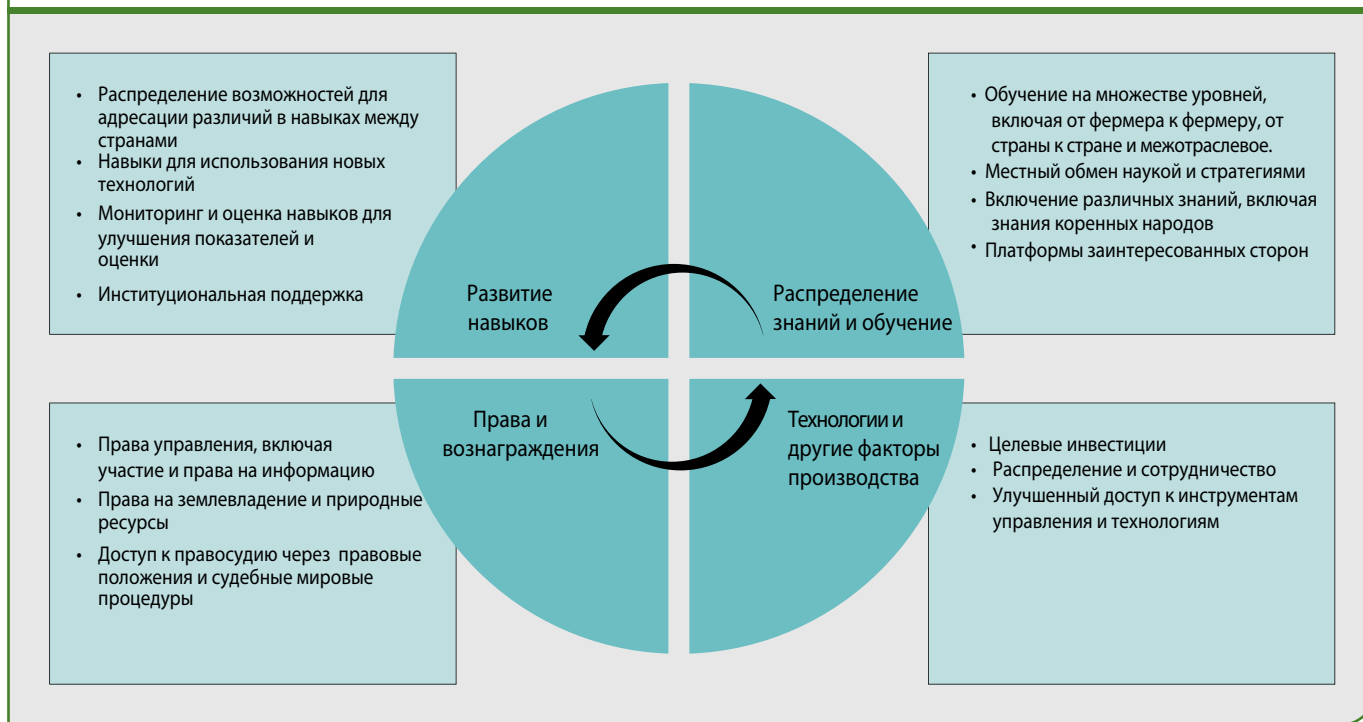 • Распределение возможностей для
адресации различий в навыках между
странами
• Навыки для использования новых
технологий
• Мониторинг и оценка навыков для
улучшения показателей и
оценки
• Институциональная поддержка
• Обучение на множестве уровней,
включая от фермера к фермеру, от
страны к стране и межотраслевое.
• Местный обмен наукой и стратегиями
• Включение различных знаний, включая
знания коренных народов
• Платформы заинтересованных сторон
Развитие
навыков
Распределение
знаний и обучение
Права и
вознаграждения
Технологии и
другие факторы
производства
• Права управления, включая
участие и права на информацию
• Права на землевладение и природные
ресурсы
• Доступ к правосудию через правовые
положения и судебные мировые
процедуры
• Целевые инвестиции
• Распределение и сотрудничество
• Улучшенный доступ к инструментам
управления и технологиям